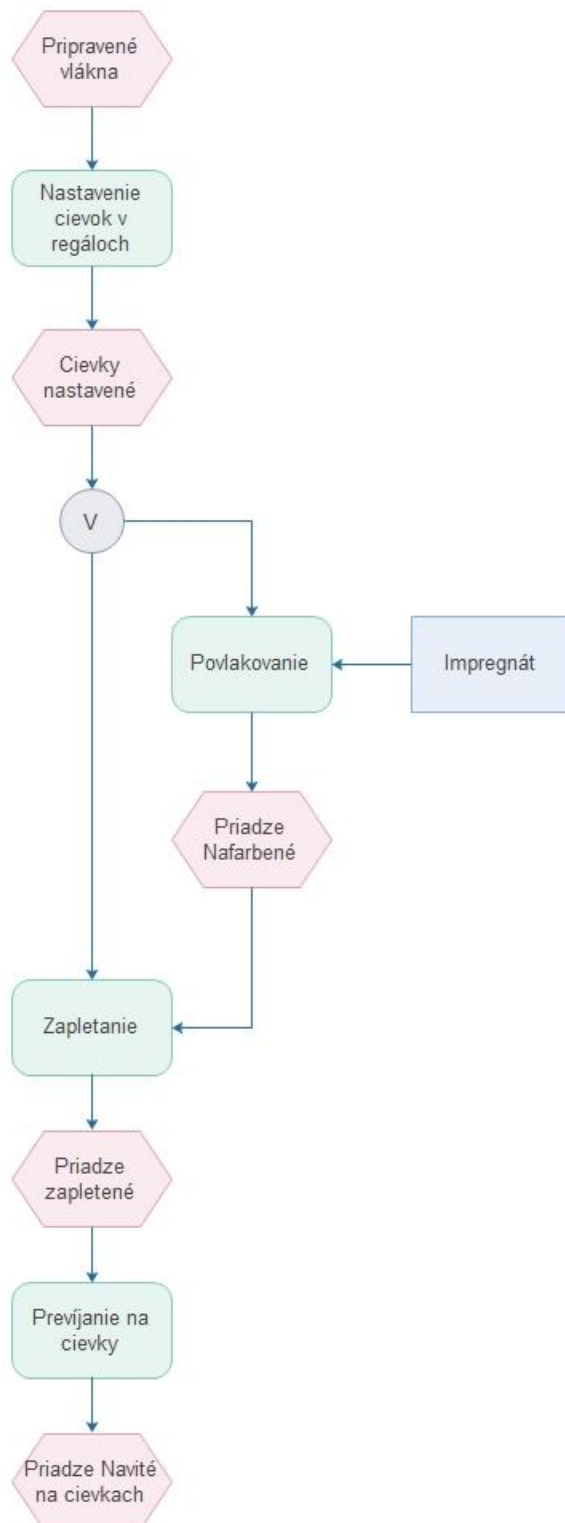 Pripravené
vlákna
Nastavenie
cievok v
regáloch
Cievky
nastavené
V
Povlakovanie
Impregnát
Priadze
Nafarbené
Zapletanie
Priadze
zapletené
Prevíjanie na
cievky
Priadze Navité
na cievkach